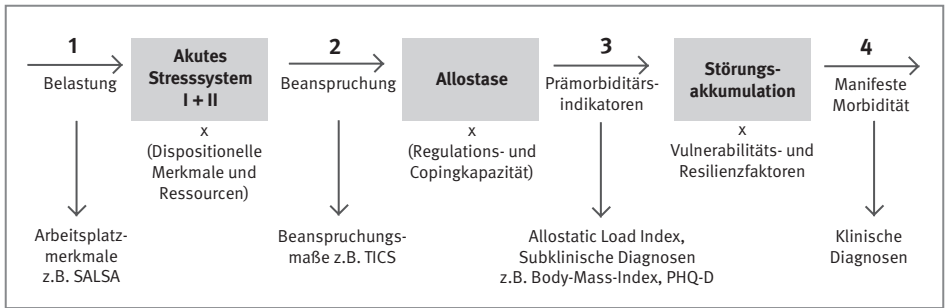 1
Belastung
Akutes
Stresssystem
I + II
x
(Dispositionelle
Merkmale und
Ressourcen)
Arbeitsplatz-
merkmale
z.B. SALSA
2
Beanspruchung
Allostase
x
(Regulations- und
Copingkapazität)
Beanspruchungs-
maße z.B. TICS
3
Prämorbiditärs-
indikatoren
Störungs-
akkumulation
x
Vulnerabilitäts- und
Resilienzfaktoren
Allostatic Load Index,
Subklinische Diagnosen
z.B. Body-Mass-Index, PHQ-D
4
Manifeste
Morbidität
Klinische
Diagnosen